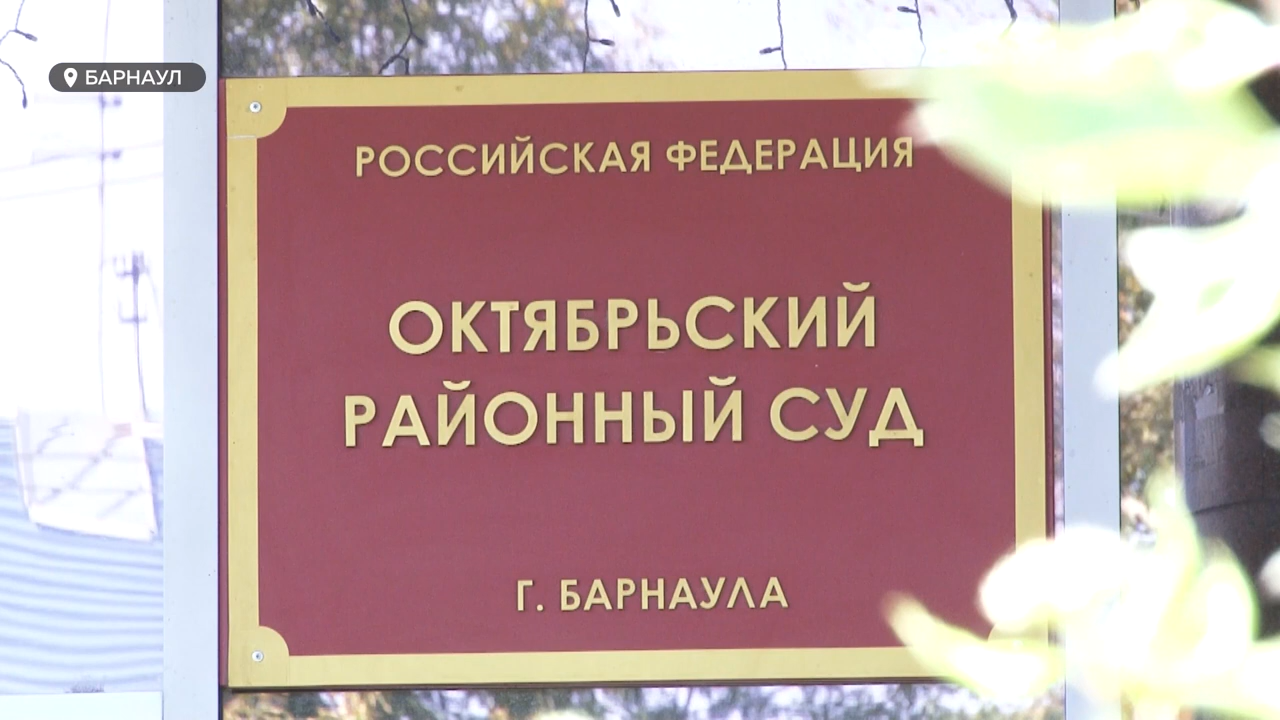 БАРНАУЛ
РОССИЙСКАЯ ФЕДЕРАЦИЯ
ОКТЯБРЬСКИЙ
РАЙОННЫЙ СУД
Г. БАРНАУЛА